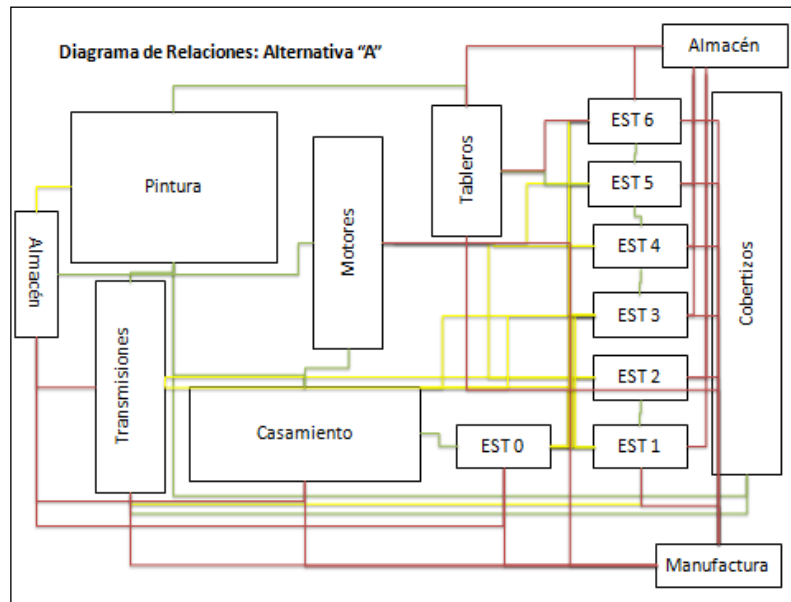 Diagrama de Relaciones: Alternativa “A”
Almacén
Pintura
Motores
Tableros
EST 6
EST 5
EST 4
EST 3
EST 2
EST 1
Cobertizos
Almacén
Transmisiones
Casamiento
EST 0
Manufactura